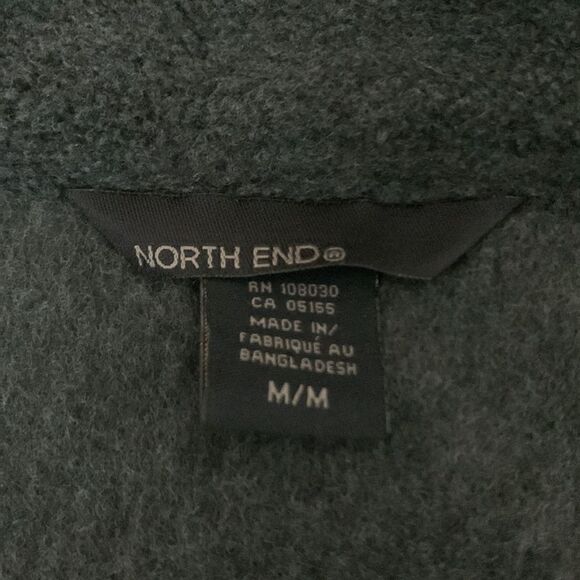 NORTH END®
RN 108030
CA 05155
MADE IN/
FABRIQUÉ AU
BANGLADESH
M/M